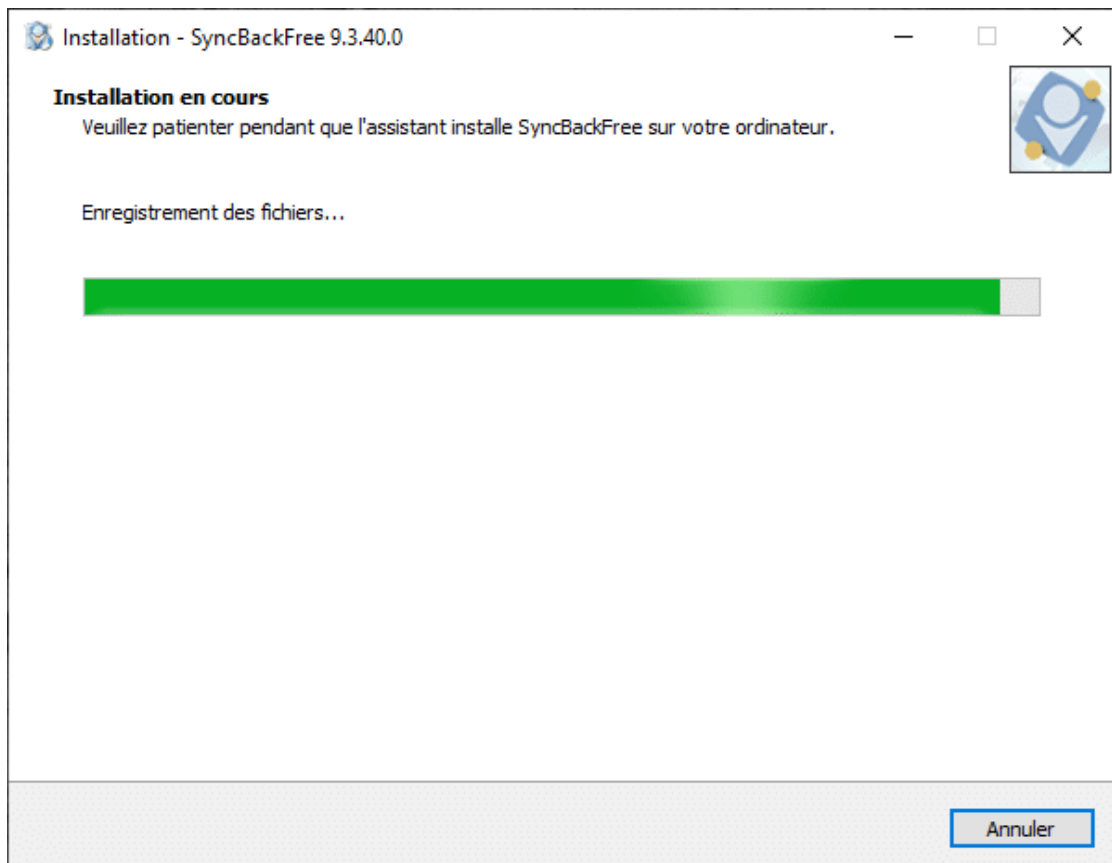 Installation - SyncBackFree 9.3.40.0
Installation en cours
Veuillez patienter pendant que l'assistant installe SyncBackFree sur votre ordinateur.
Enregistrement des fichiers...
Annuler